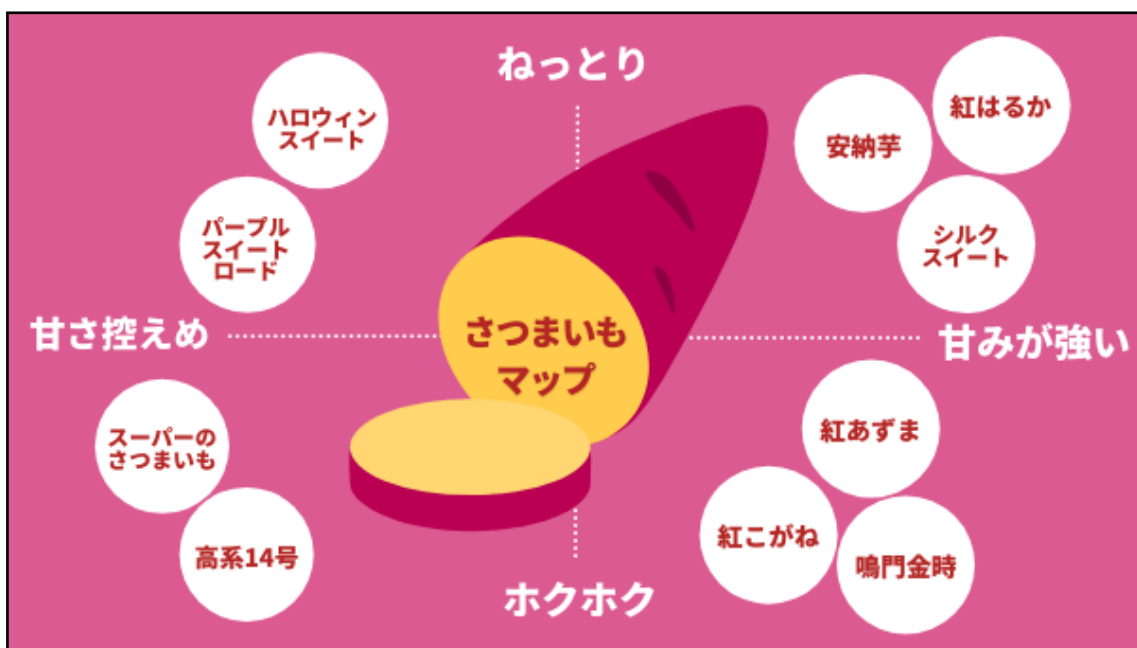 ねっとり
ハロウィン
スイート
パープル
スイート
ロード
安納芋
紅はるか
シルク
スイート
甘さ控えめ
さつまいも
マップ
甘みが強い
スーパーの
さつまいも
高系14号
紅あずま
紅こがね
鳴門金時
ホクホク